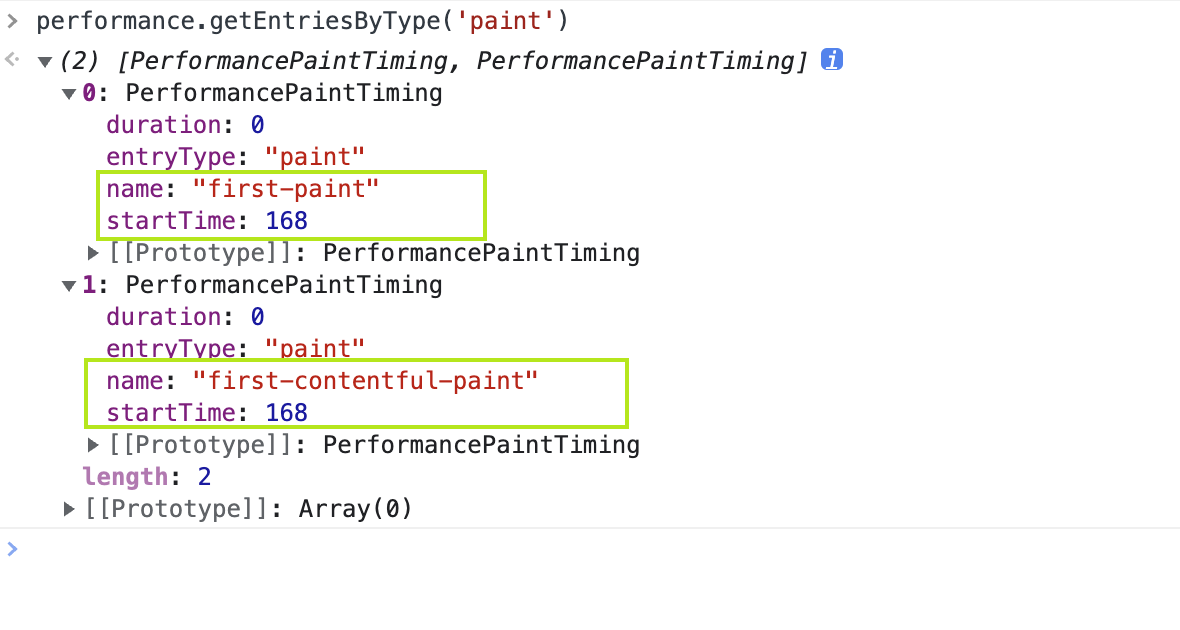 > performance.getEntriesByType('paint')
(2) [PerformancePaintTiming, PerformancePaintTiming] i
0: PerformancePaintTiming
duration: 0
entryType: "paint"
name: "first-paint"
startTime: 168
[[Prototype]]: PerformancePaintTiming
1: PerformancePaintTiming
duration: 0
entryType: "paint"
name: "first-contentful-paint"
startTime: 168
[[Prototype]]: PerformancePaintTiming
length: 2
[[Prototype]]: Array(0)
>